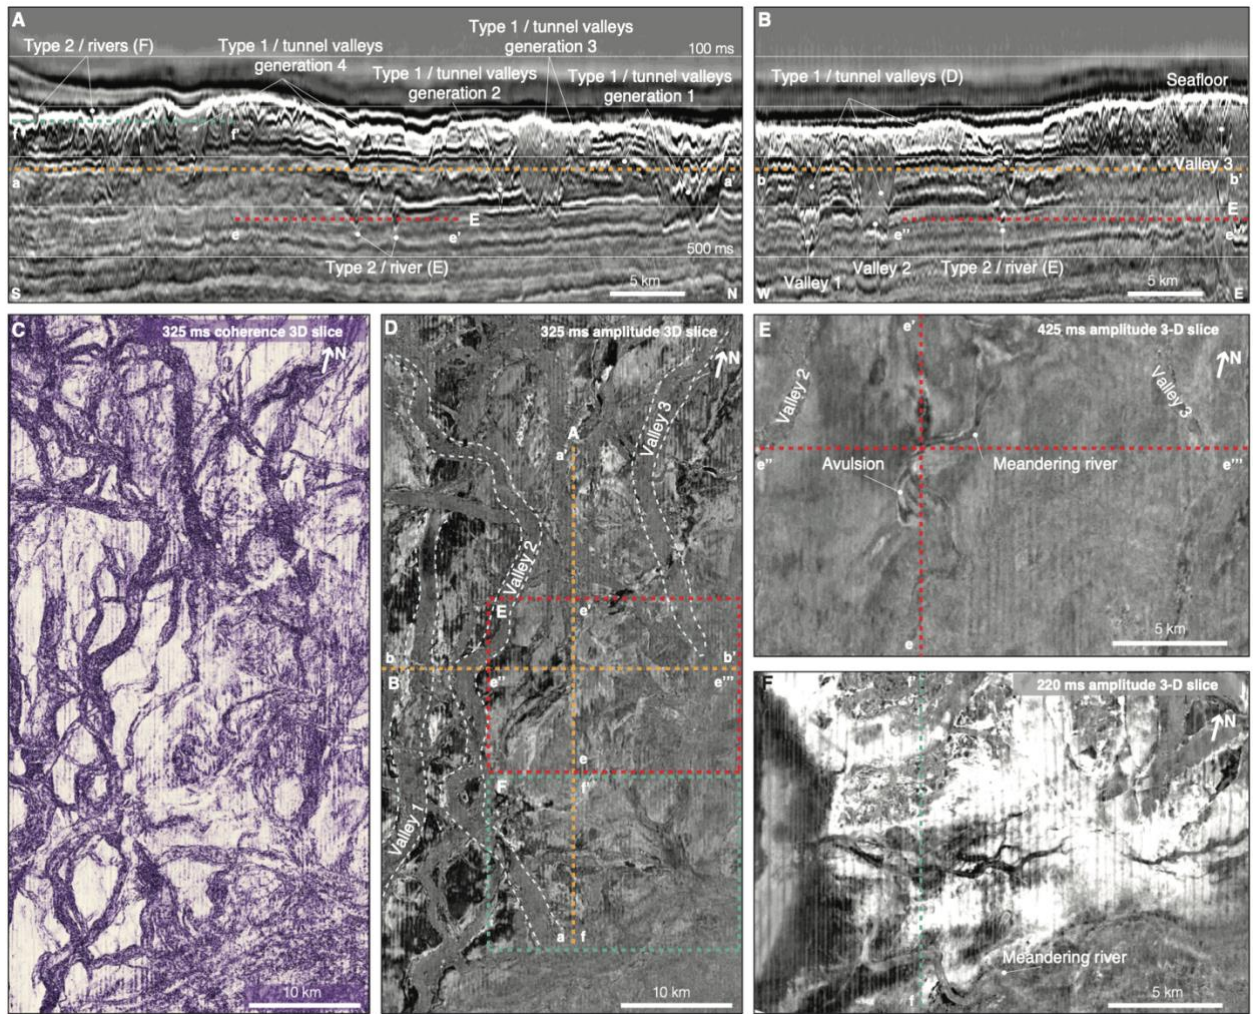 A
Type 2 / rivers (F)
Type 1 / tunnel valleys
generation 4
Type 1 / tunnel valleys
generation 3
Type 1 / tunnel valleys
generation 2
Type 1 / tunnel valleys
generation 1
100 ms
f
f'
a
a'
E
e
e'
500 ms
Type 2 / river (E)
5 km
S
N
B
Type 1 / tunnel valleys (D)
Seafloor
Valley 3
b
b'
E
e''
e
Valley 1
Valley 2
Type 2 / river (E)
5 km
W
E
C
325 ms coherence 3D slice
N
10 km
D
325 ms amplitude 3D slice
N
A
a'
Valley 3
Valley 2
E
e'
b
b'
B
e''
e'''
e
F
f'
Valley 1
a
f
10 km
E
e'
425 ms amplitude 3-D slice
N
Valley 2
Valley 3
e''
Avulsion
Meandering river
e'''
e
5 km
F
f'
220 ms amplitude 3-D slice
N
Meandering river
f
5 km